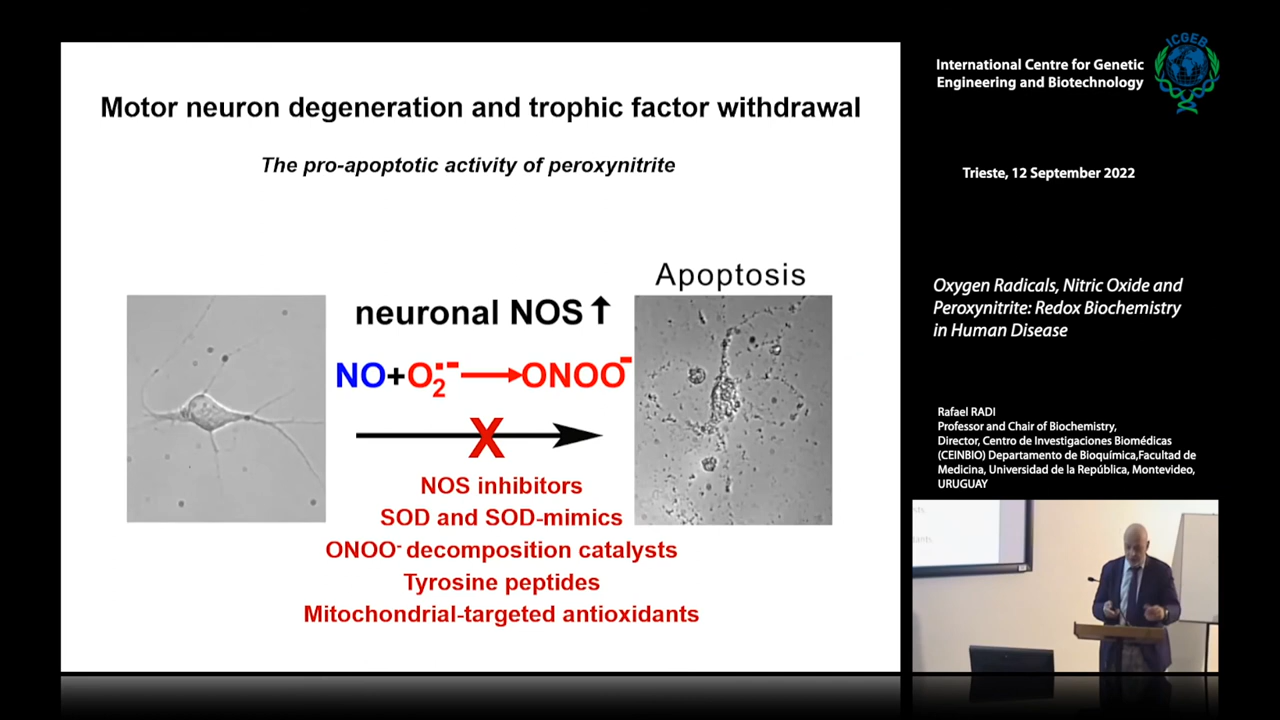 Motor neuron degeneration and trophic factor withdrawal
The pro-apoptotic activity of peroxynitrite
Apoptosis
neuronal NOS ↑
NO+O₂•⁻ → ONOO⁻
X
NOS inhibitors
SOD and SOD-mimics
ONOO⁻ decomposition catalysts
Tyrosine peptides
Mitochondrial-targeted antioxidants
International Centre for Genetic
Engineering and Biotechnology
ICGEB
Trieste, 12 September 2022
Oxygen Radicals, Nitric Oxide and
Peroxynitrite: Redox Biochemistry
in Human Disease
Rafael RADI
Professor and Chair of Biochemistry,
Director, Centro de Investigaciones Biomédicas
(CEINBIO) Departamento de Bioquímica,Facultad de
Medicina, Universidad de la República, Montevideo,
URUGUAY